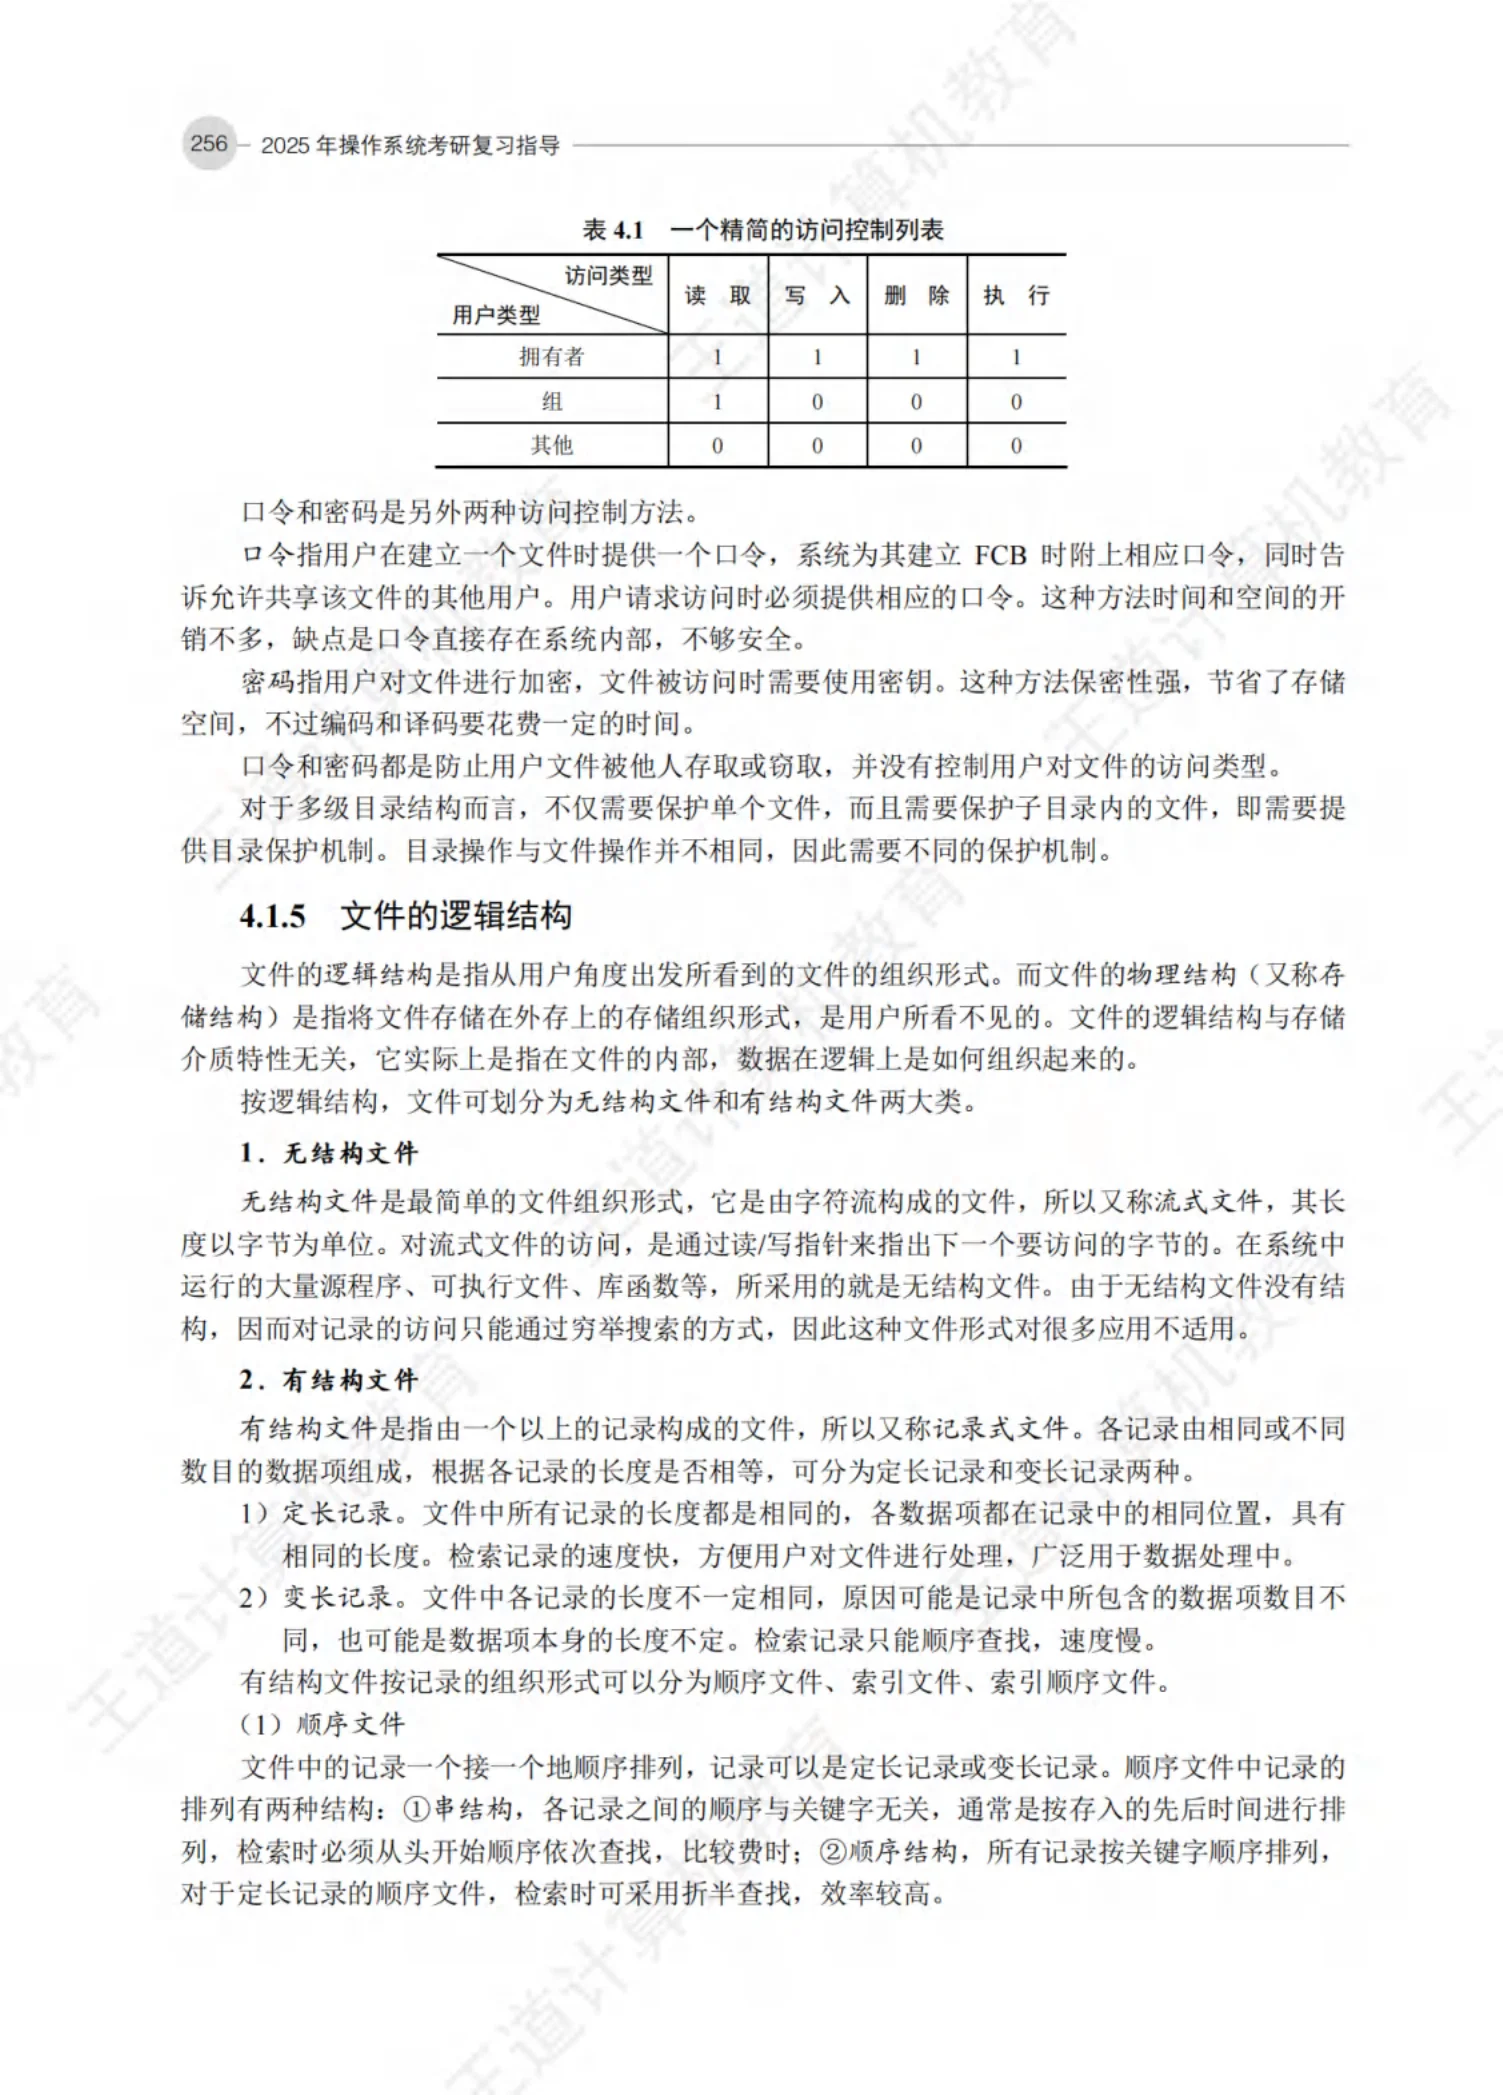 256 2025 年操作系统考研复习指导
表 4.1 一个精简的访问控制列表
访问类型
用户类型
读 取 写 入 删 除 执 行
拥有者 1 1 1 1
组 1 0 0 0
其他 0 0 0 0
口令和密码是另外两种访问控制方法。
口令指用户在建立一个文件时提供一个口令，系统为其建立 FCB 时附上相应口令，同时告
诉允许共享该文件的其他用户。用户请求访问时必须提供相应的口令。这种方法时间和空间的开
销不多，缺点是口令直接存在系统内部，不够安全。
密码指用户对文件进行加密，文件被访问时需要使用密钥。这种方法保密性强，节省了存储
空间，不过编码和译码要花费一定的时间。
口令和密码都是防止用户文件被他人存取或窃取，并没有控制用户对文件的访问类型。
对于多级目录结构而言，不仅需要保护单个文件，而且需要保护子目录内的文件，即需要提
供目录保护机制。目录操作与文件操作并不相同，因此需要不同的保护机制。
4.1.5 文件的逻辑结构
文件的逻辑结构是指从用户角度出发所看到的文件的组织形式。而文件的物理结构（又称存
储结构）是指将文件存储在外存上的存储组织形式，是用户所看不见的。文件的逻辑结构与存储
介质特性无关，它实际上是指在文件的内部，数据在逻辑上是如何组织起来的。
按逻辑结构，文件可划分为无结构文件和有结构文件两大类。
1．无结构文件
无结构文件是最简单的文件组织形式，它是由字符流构成的文件，所以又称流式文件，其长
度以字节为单位。对流式文件的访问，是通过读/写指针来指出下一个要访问的字节的。在系统中
运行的大量源程序、可执行文件、库函数等，所采用的就是无结构文件。由于无结构文件没有结
构，因而对记录的访问只能通过穷举搜索的方式，因此这种文件形式对很多应用不适用。
2．有结构文件
有结构文件是指由一个以上的记录构成的文件，所以又称记录式文件。各记录由相同或不同
数目的数据项组成，根据各记录的长度是否相等，可分为定长记录和变长记录两种。
1）定长记录。文件中所有记录的长度都是相同的，各数据项都在记录中的相同位置，具有
相同的长度。检索记录的速度快，方便用户对文件进行处理，广泛用于数据处理中。
2）变长记录。文件中各记录的长度不一定相同，原因可能是记录中所包含的数据项数目不
同，也可能是数据项本身的长度不定。检索记录只能顺序查找，速度慢。
有结构文件按记录的组织形式可以分为顺序文件、索引文件、索引顺序文件。
（1）顺序文件
文件中的记录一个接一个地顺序排列，记录可以是定长记录或变长记录。顺序文件中记录的
排列有两种结构：①串结构，各记录之间的顺序与关键字无关，通常是按存入的先后时间进行排
列，检索时必须从头开始顺序依次查找，比较费时；②顺序结构，所有记录按关键字顺序排列，
对于定长记录的顺序文件，检索时可采用折半查找，效率较高。
王道计算机教育
王道计算机教育
王道计算机教育
教育
王道计算机教育
王道
王道计算机教育
王道计算机教育
王道计算机教育